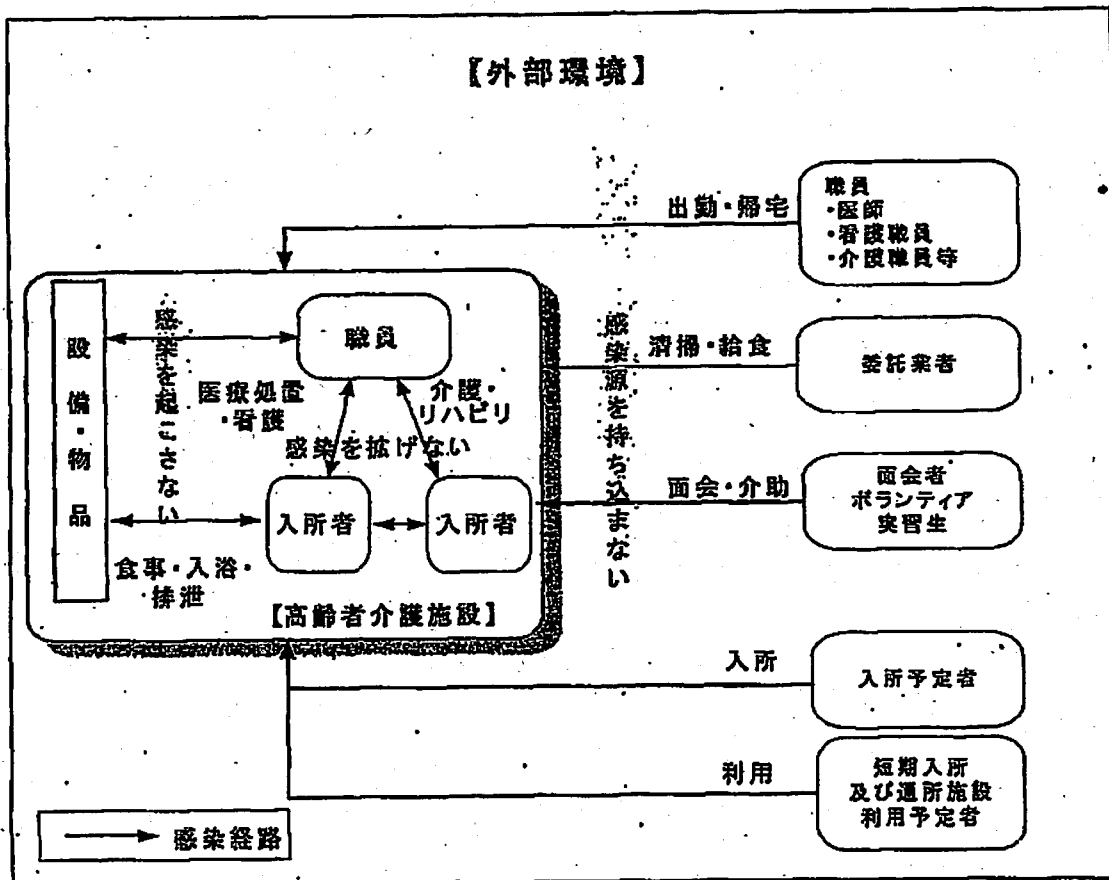 【外部環境】
出勤・帰宅
職員
・医師
・看護職員
・介護職員等
設備・物品
感染を起こさない
職員
医療処置
・看護
介護・
リハビリ
感染を拡げない
入所者
入所者
食事・入浴・
排泄
【高齢者介護施設】
感染源を持ち込まない
清掃・給食
委託業者
面会・介助
面会者
ボランティア
実習生
入所
入所予定者
利用
短期入所
及び通所施設
利用予定者
感染経路